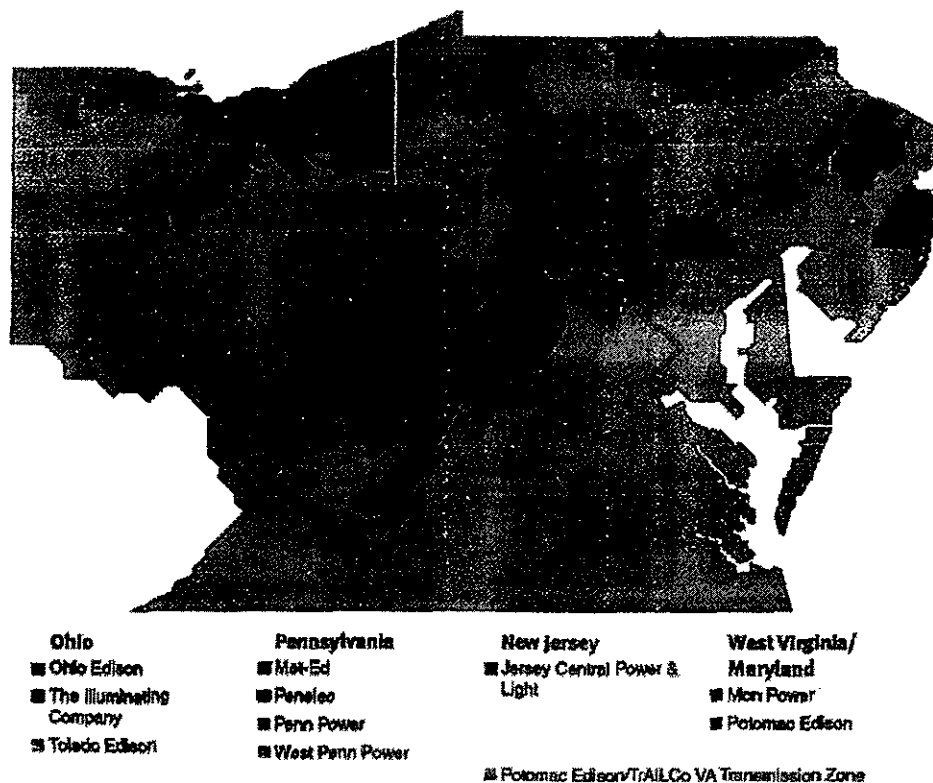 Ohio
Ohio Edison
The Illuminating
Company
Toledo Edison
Pennsylvania
Met-Ed
Penelec
Penn Power
West Penn Power
New Jersey
Jersey Central Power &
Light
West Virginia/
Maryland
Mon Power
Potomac Edison
Potomac Edison/TrAILCo VA Transmission Zone